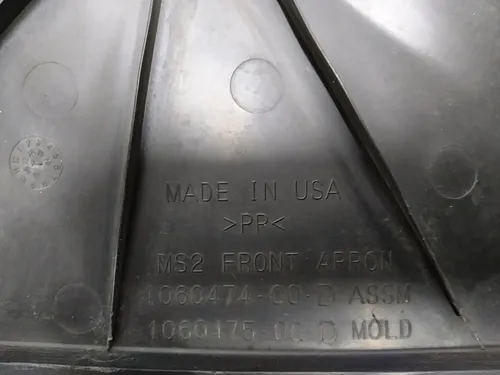 MADE IN USA
>PP<
MS2 FRONT APRON
1060474-00-D ASSM
1060475-00-D MOLD